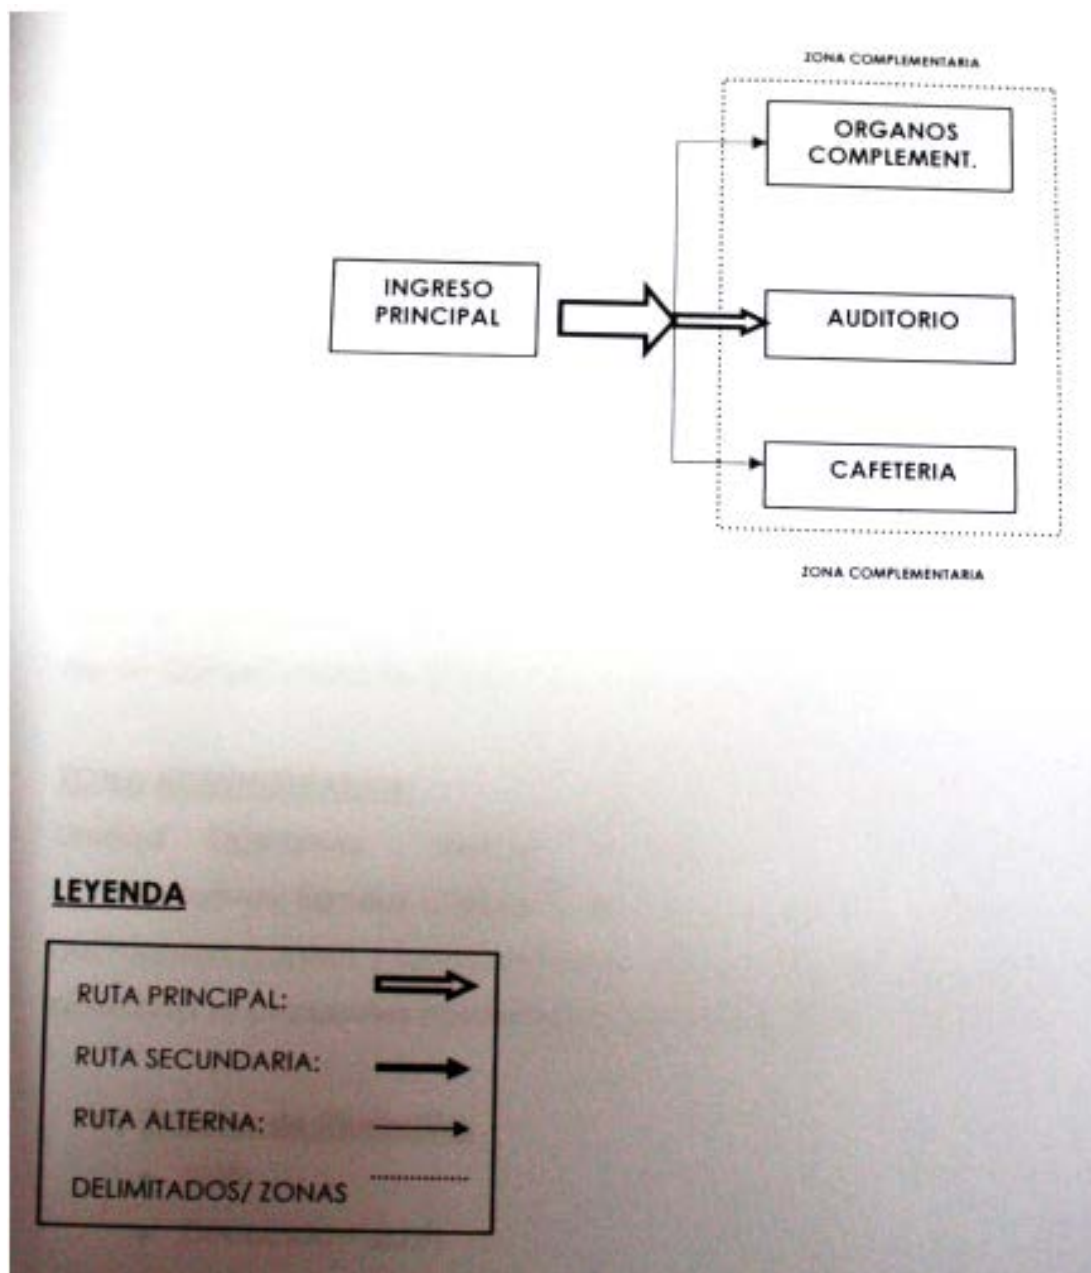 ZONA COMPLEMENTARIA
ORGANOS
COMPLEMENT.
INGRESO
PRINCIPAL
AUDITORIO
CAFETERIA
ZONA COMPLEMENTARIA
LEYENDA
RUTA PRINCIPAL:
RUTA SECUNDARIA:
RUTA ALTERNA:
DELIMITADOS/ ZONAS